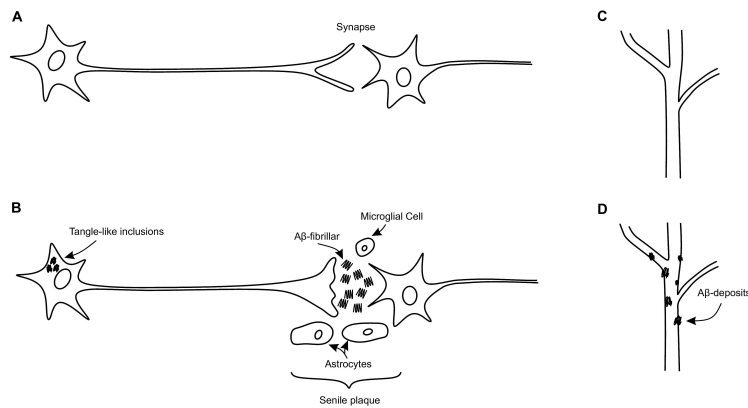 A
Synapse
C
B
Tangle-like inclusions
Aβ-fibrillar
Microglial Cell
Astrocytes
Senile plaque
D
Aβ-deposits